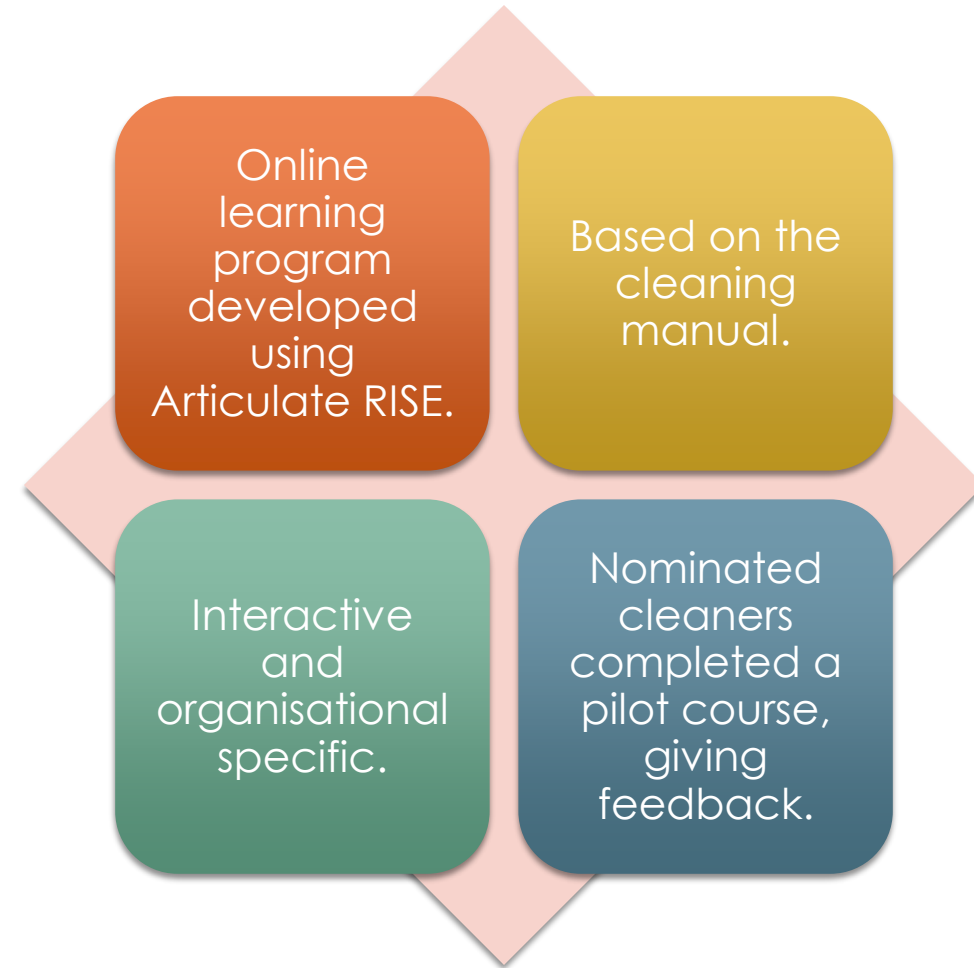 Online
learning
program
developed
using
Articulate RISE.
Based on the
cleaning
manual.
Interactive
and
organisational
specific.
Nominated
cleaners
completed a
pilot course,
giving
feedback.